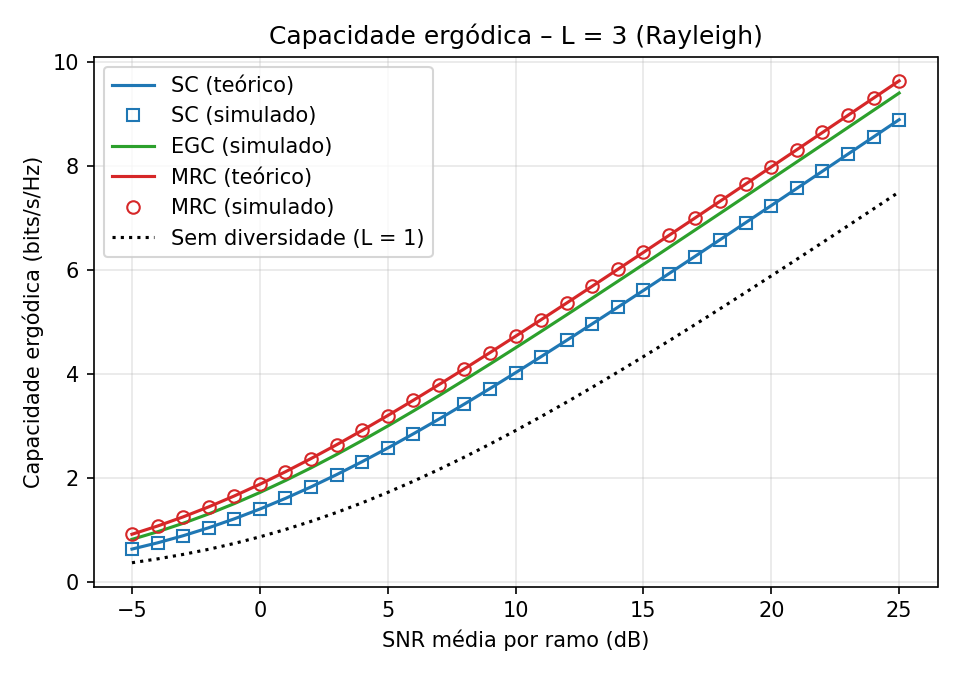 Capacidade ergódica – L = 3 (Rayleigh)
SC (teórico)
SC (simulado)
EGC (simulado)
MRC (teórico)
MRC (simulado)
Sem diversidade (L = 1)
Capacidade ergódica (bits/s/Hz)
10
8
6
4
2
0
−5 0 5 10 15 20 25
SNR média por ramo (dB)